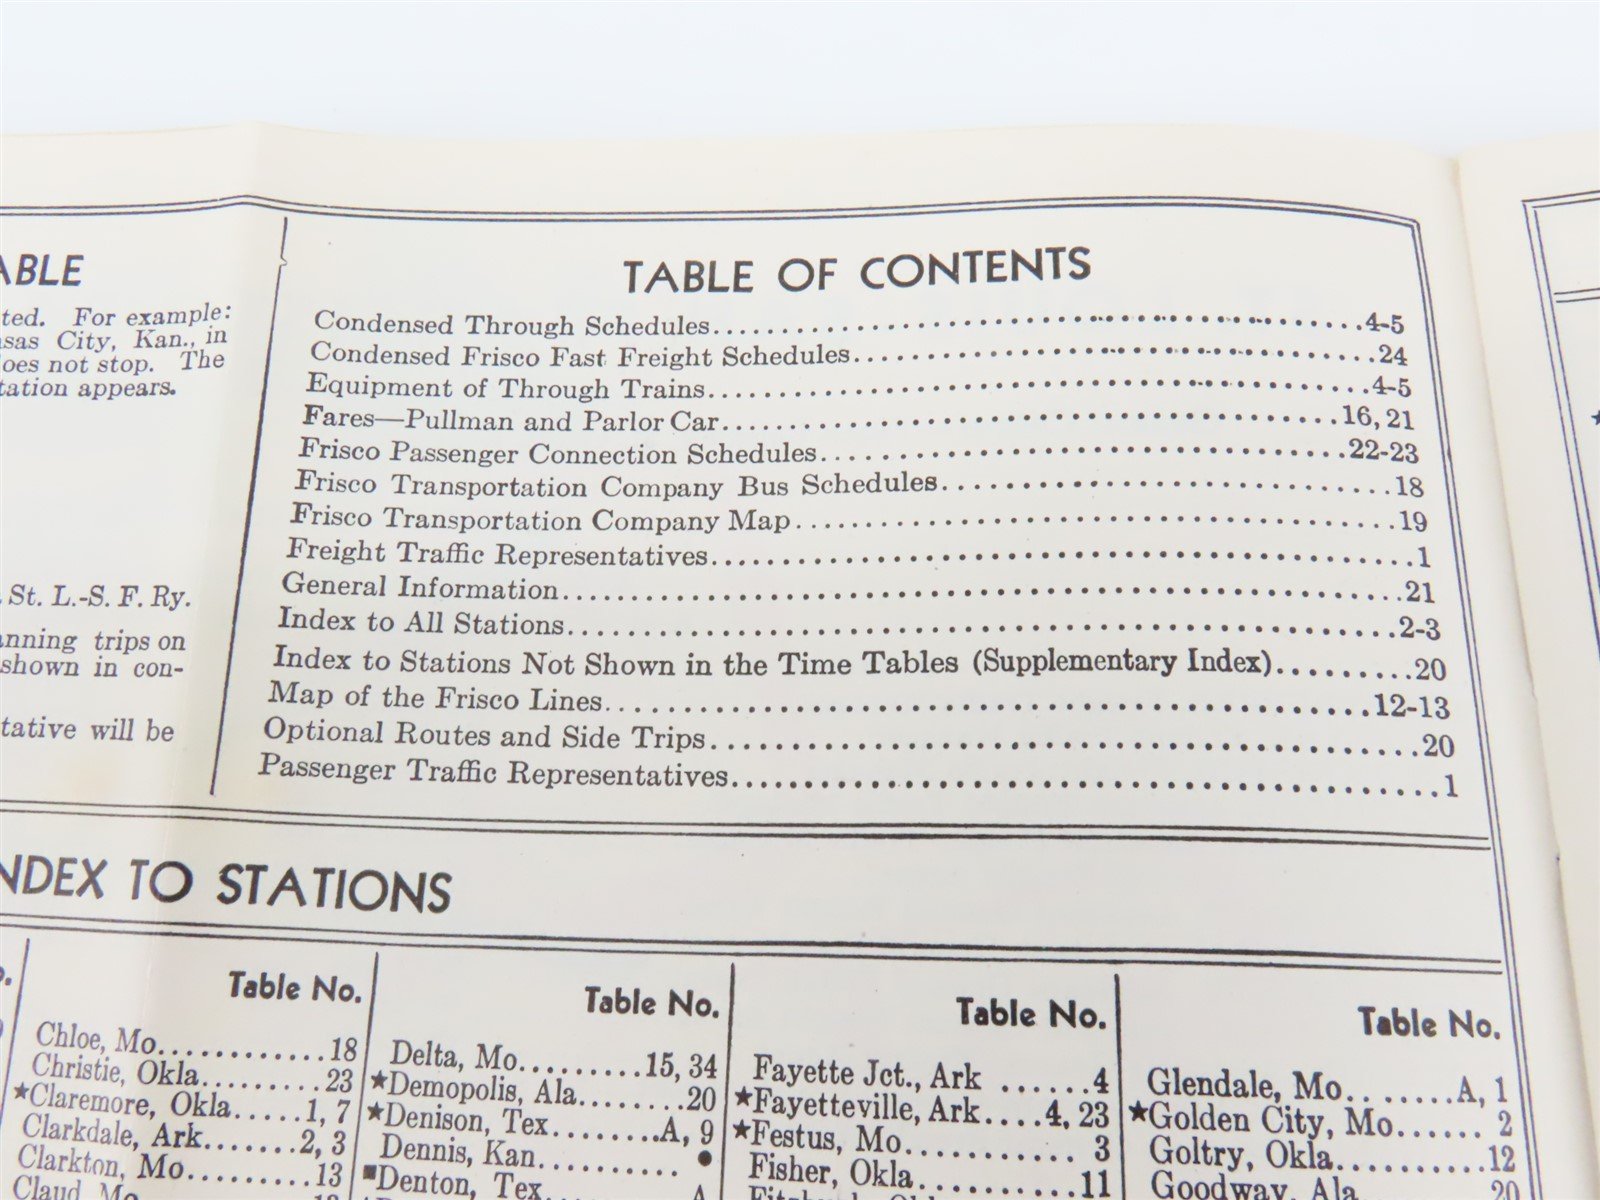 ABLE
ted. For example:
sas City, Kan., in
oes not stop. The
tation appears.
St. L.-S. F. Ry.
nning trips on
shown in con-
tative will be
TABLE OF CONTENTS
Condensed Through Schedules 4-5
Condensed Frisco Fast Freight Schedules 24
Equipment of Through Trains 4-5
Fares—Pullman and Parlor Car 16, 21
Frisco Passenger Connection Schedules 22-23
Frisco Transportation Company Bus Schedules 18
Frisco Transportation Company Map 19
Freight Traffic Representatives 1
General Information 21
Index to All Stations 2-3
Index to Stations Not Shown in the Time Tables (Supplementary Index) 20
Map of the Frisco Lines 12-13
Optional Routes and Side Trips 20
Passenger Traffic Representatives 1
NDEX TO STATIONS
Table No.
Chloe, Mo. 18
Christie, Okla. 23
★Claremore, Okla. 1, 7
Clarkdale, Ark. 2, 3
Clarkton, Mo. 13
Claud, Mo.
Table No.
Delta, Mo. 15, 34
★Demopolis, Ala. 20
★Denison, Tex. A, 9
Dennis, Kan. ●
■Denton, Tex. A
Table No.
Fayette Jct., Ark 4
★Fayetteville, Ark. 4, 23
★Festus, Mo. 3
Fisher, Okla. 11
Table No.
Glendale, Mo. A, 1
★Golden City, Mo. 2
Goltry, Okla. 12
Goodway, Ala. 20